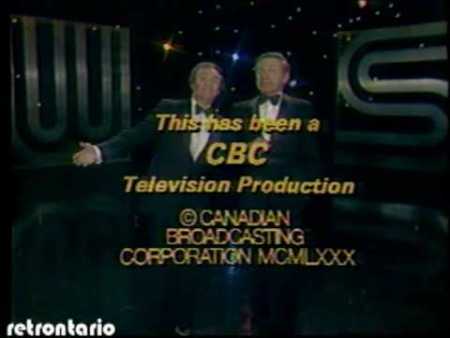 W S
This has been a
CBC
Television Production
© CANADIAN
BROADCASTING
CORPORATION MCMLXXX
retrontario